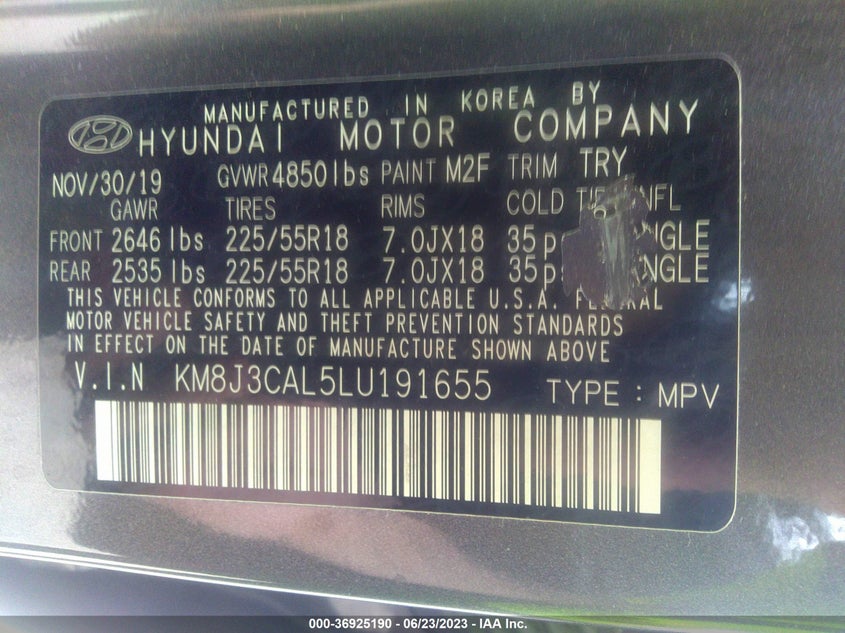 MANUFACTURED IN KOREA BY
HYUNDAI MOTOR COMPANY
NOV/30/19 GVWR 4850 lbs PAINT M2F TRIM TRY
GAWR TIRES RIMS COLD
FRONT 2646 lbs 225/55R18 7.0JX18 35
REAR 2535 lbs 225/55R18 7.0JX18 35
THIS VEHICLE CONFORMS TO ALL APPLICABLE U.S.A. FEDERAL
MOTOR VEHICLE SAFETY AND THEFT PREVENTION STANDARDS
IN EFFECT ON THE DATE OF MANUFACTURE SHOWN ABOVE
V.I.N KM8J3CAL5LU191655 TYPE : MPV
000-36925190 - 06/23/2023 - IAA Inc.